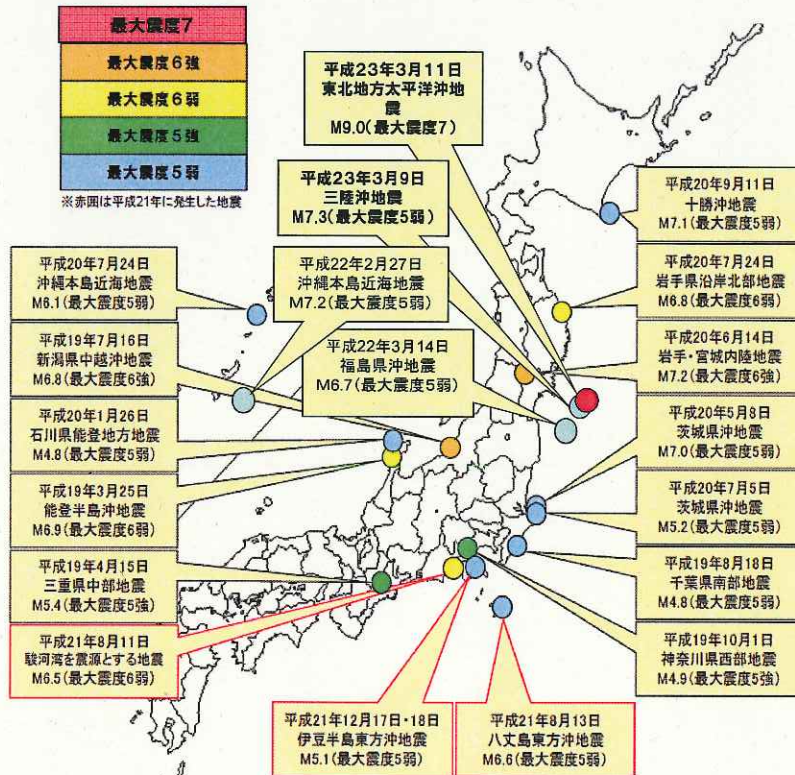 最大震度7
最大震度6強
最大震度6弱
最大震度5強
最大震度5弱
※赤囲は平成21年に発生した地震
平成23年3月11日
東北地方太平洋沖地
震
M9.0(最大震度7)
平成23年3月9日
三陸沖地震
M7.3(最大震度5弱)
平成20年9月11日
十勝沖地震
M7.1(最大震度5弱)
平成20年7月24日
沖縄本島近海地震
M6.1(最大震度5弱)
平成22年2月27日
沖縄本島近海地震
M7.2(最大震度5弱)
平成20年7月24日
岩手県沿岸北部地震
M6.8(最大震度6弱)
平成19年7月16日
新潟県中越沖地震
M6.8(最大震度6強)
平成22年3月14日
福島県沖地震
M6.7(最大震度5弱)
平成20年6月14日
岩手・宮城内陸地震
M7.2(最大震度6強)
平成20年1月26日
石川県能登地方地震
M4.8(最大震度5弱)
平成20年5月8日
茨城県沖地震
M7.0(最大震度5弱)
平成19年3月25日
能登半島沖地震
M6.9(最大震度6弱)
平成20年7月5日
茨城県沖地震
M5.2(最大震度5弱)
平成19年4月15日
三重県中部地震
M5.4(最大震度5強)
平成19年8月18日
千葉県南部地震
M4.8(最大震度5弱)
平成21年8月11日
駿河湾を震源とする地震
M6.5(最大震度6弱)
平成19年10月1日
神奈川県西部地震
M4.9(最大震度5強)
平成21年12月17日・18日
伊豆半島東方沖地震
M5.1(最大震度5弱)
平成21年8月13日
八丈島東方沖地震
M6.6(最大震度5弱)